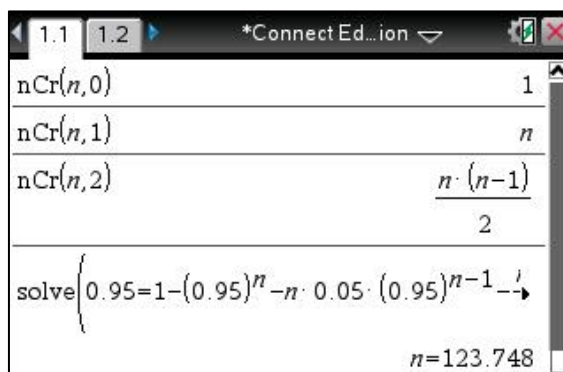 1.1 1.2 *Connect Ed...ion
nCr(n,0) 1
nCr(n,1) n
nCr(n,2) n·(n-1)/2
solve(0.95=1-(0.95)^n-n·0.05·(0.95)^(n-1)-
n=123.748